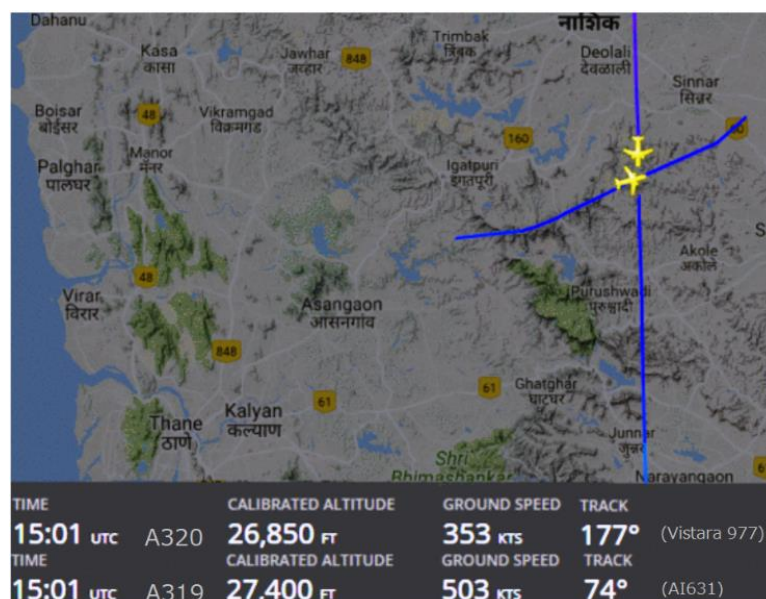 नाशिक
Dahanu
Trimbak
त्रिंबक
Kasa
कासा
Jawhar
जव्हार
848
Deolali
देवळाली
Sinnar
सिन्नर
48
Boisar
बोईसर
Vikramgad
विक्रमगड
160
Manor
मॅनर
Palghar
पालघर
Igatpuri
इगतपूरी
Akole
अकोले
48
Virar
विरार
Asangaon
आसनगांव
Purushwadi
पुरुषवादी
848
61
61
Ghatghar
घाटघर
Thane
ठाणे
Kalyan
कल्याण
Junnar
जुन्नर
Shri
Bhimashankar
Narayangaon
TIME CALIBRATED ALTITUDE GROUND SPEED TRACK
15:01 UTC A320 26,850 FT 353 KTS 177° (Vistara 977)
TIME CALIBRATED ALTITUDE GROUND SPEED TRACK
15:01 UTC A319 27,400 FT 503 KTS 74° (AI631)